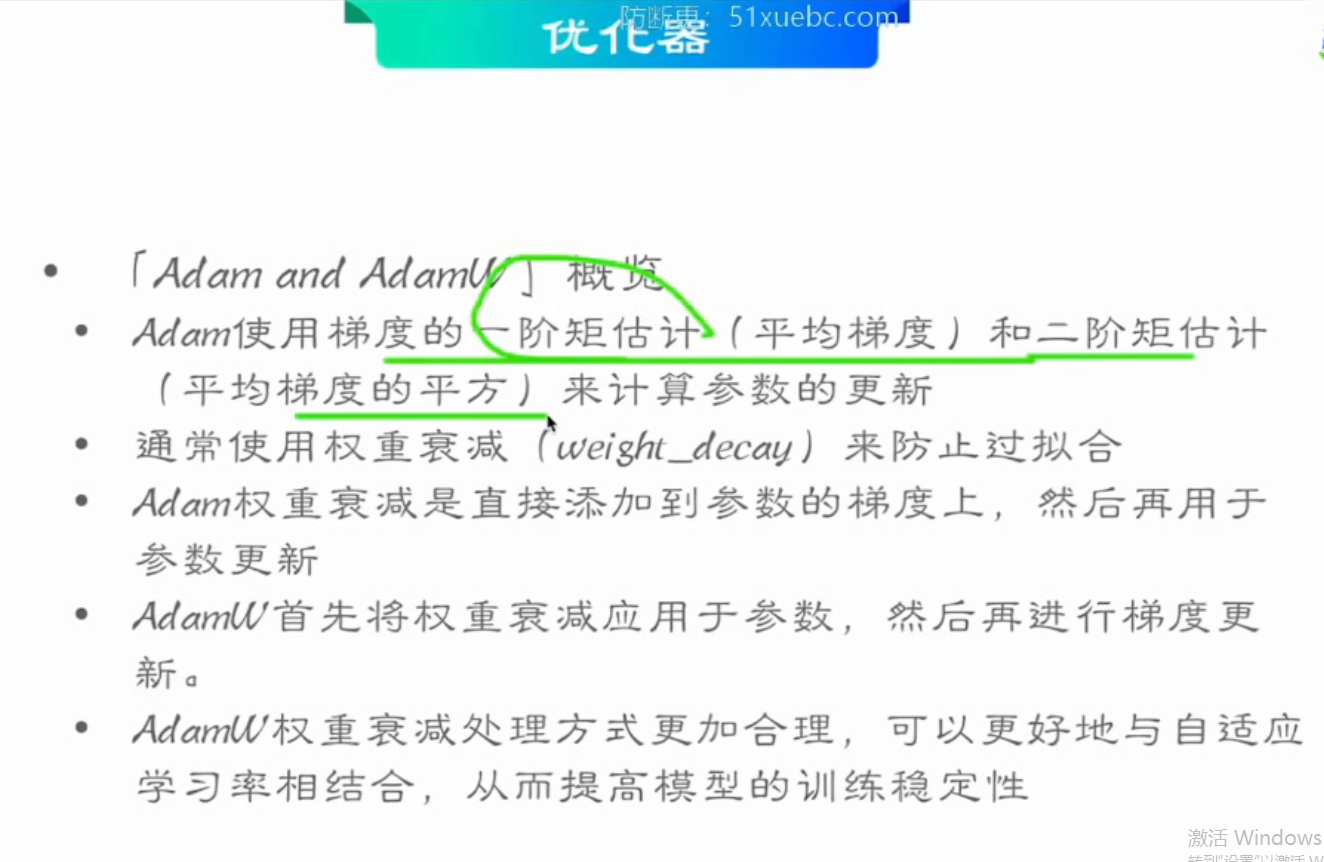 防断更：51xuebc.com
优化器
「Adam and AdamW」概览
Adam使用梯度的一阶矩估计（平均梯度）和二阶矩估计
（平均梯度的平方）来计算参数的更新
通常使用权重衰减（weight_decay）来防止过拟合
Adam权重衰减是直接添加到参数的梯度上，然后再用于
参数更新
AdamW首先将权重衰减应用于参数，然后再进行梯度更
新。
AdamW权重衰减处理方式更加合理，可以更好地与自适应
学习率相结合，从而提高模型的训练稳定性
激活 Windows
转到"设置"以激活 W